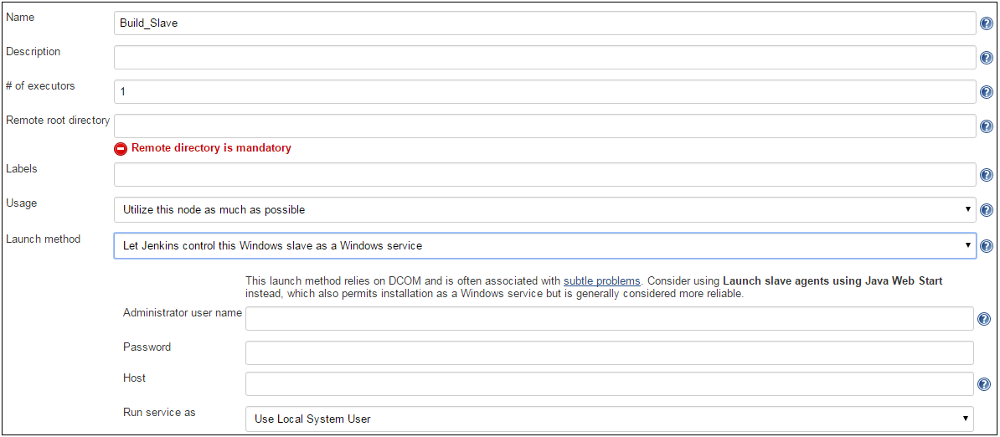 Name
Build_Slave
Description
# of executors
1
Remote root directory
Remote directory is mandatory
Labels
Usage
Utilize this node as much as possible
Launch method
Let Jenkins control this Windows slave as a Windows service
This launch method relies on DCOM and is often associated with subtle problems. Consider using Launch slave agents using Java Web Start
instead, which also permits installation as a Windows service but is generally considered more reliable.
Administrator user name
Password
Host
Run service as
Use Local System User